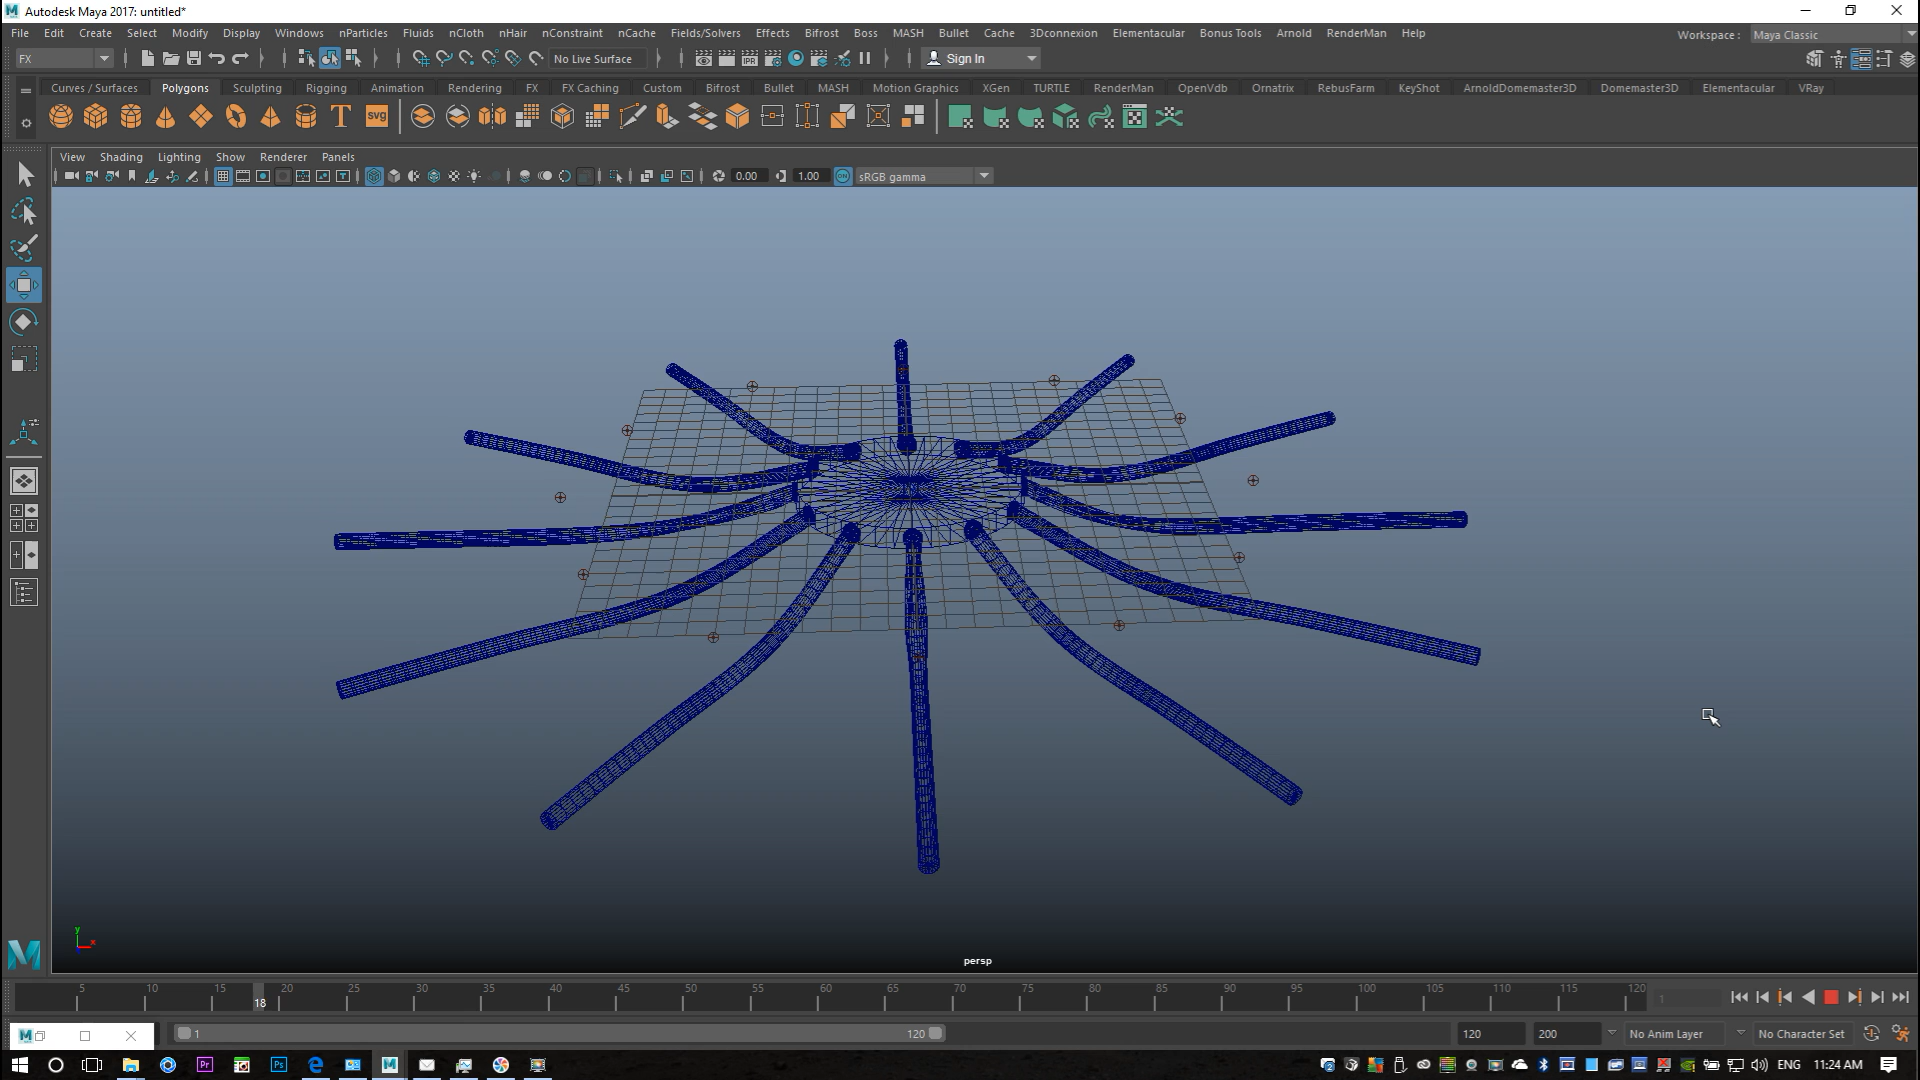 Autodesk Maya 2017: untitled*
File Edit Create Select Modify Display Windows nParticles Fluids nCloth nHair nConstraint nCache Fields/Solvers Effects Bifrost Boss MASH Bullet Cache 3Dconnexion Elementacular Bonus Tools Arnold RenderMan Help Workspace : Maya Classic
FX No Live Surface IPR Sign In
Curves / Surfaces Polygons Sculpting Rigging Animation Rendering FX FX Caching Custom Bifrost Bullet MASH Motion Graphics XGen TURTLE RenderMan OpenVdb Ornatrix RebusFarm KeyShot ArnoldDomemaster3D Domemaster3D Elementacular VRay
T svg
View Shading Lighting Show Renderer Panels
0.00 1.00 ON sRGB gamma
y
x
persp
5 10 15 20 25 30 35 40 45 50 55 60 65 70 75 80 85 90 95 100 105 110 115 120
18 1
1 120 120 200 No Anim Layer No Character Set
Pr Ps M ENG 11:24 AM